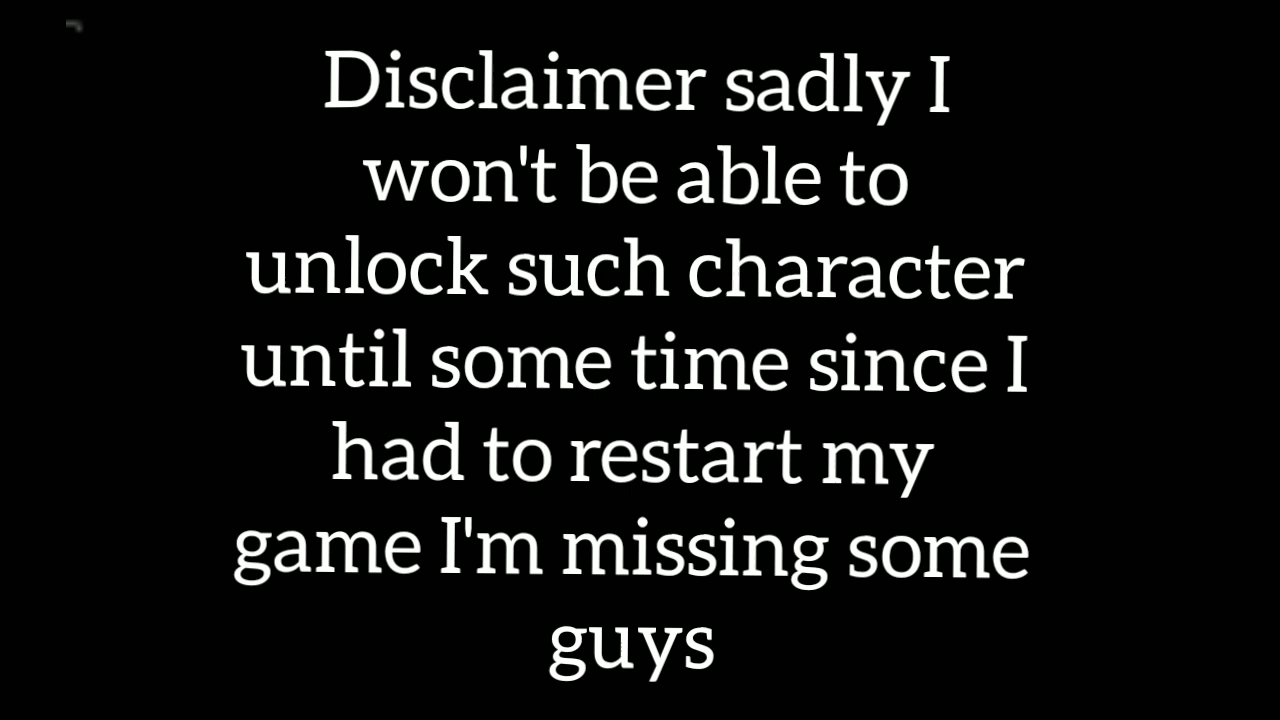 Disclaimer sadly I
won't be able to
unlock such character
until some time since I
had to restart my
game I'm missing some
guys